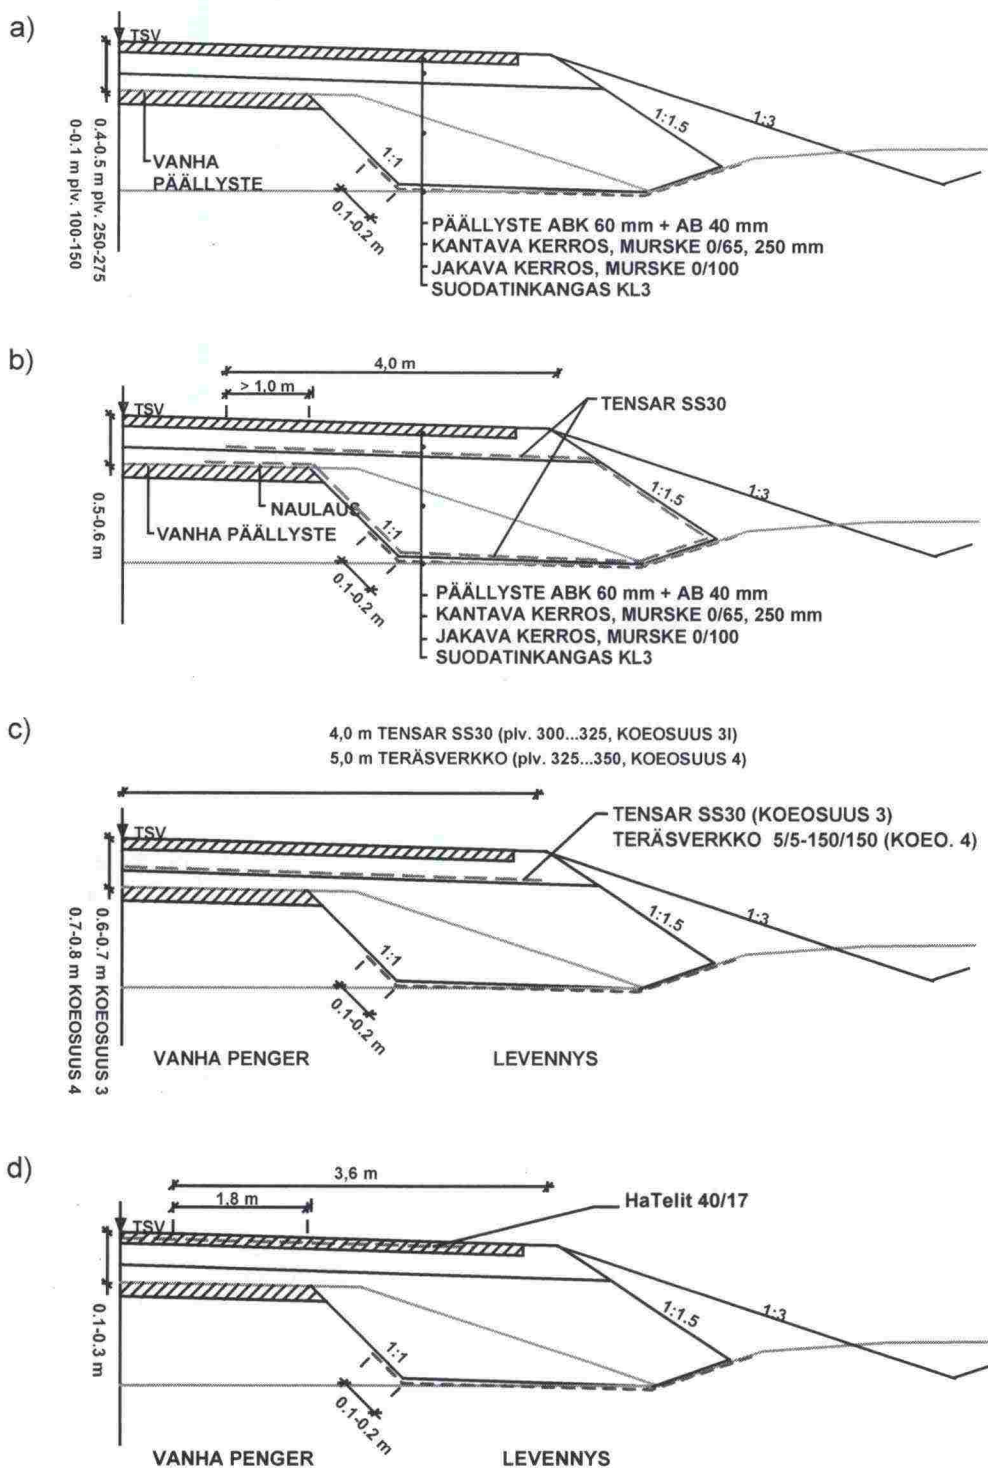 a)
TSV
0.4-0.5 m plv. 250-275
0-0.1 m plv. 100-150
VANHA
PÄÄLLYSTE
1:1
0.1-0.2 m
1:1.5
1:3
PÄÄLLYSTE ABK 60 mm + AB 40 mm
KANTAVA KERROS, MURSKE 0/65, 250 mm
JAKAVA KERROS, MURSKE 0/100
SUODATINKANGAS KL3
b)
4,0 m
> 1,0 m
TSV
TENSAR SS30
0.5-0.6 m
NAULAUS
VANHA PÄÄLLYSTE
1:1
0.1-0.2 m
1:1.5
1:3
PÄÄLLYSTE ABK 60 mm + AB 40 mm
KANTAVA KERROS, MURSKE 0/65, 250 mm
JAKAVA KERROS, MURSKE 0/100
SUODATINKANGAS KL3
c)
4,0 m TENSAR SS30 (plv. 300...325, KOEOSUUS 3I)
5,0 m TERÄSVERKKO (plv. 325...350, KOEOSUUS 4)
TSV
TENSAR SS30 (KOEOSUUS 3)
TERÄSVERKKO 5/5-150/150 (KOEO. 4)
0.6-0.7 m KOEOSUUS 3
0.7-0.8 m KOEOSUUS 4
1:1
0.1-0.2 m
1:1.5
1:3
VANHA PENGER
LEVENNYS
d)
3,6 m
1,8 m
TSV
HaTelit 40/17
0.1-0.3 m
1:1
0.1-0.2 m
1:1.5
1:3
VANHA PENGER
LEVENNYS